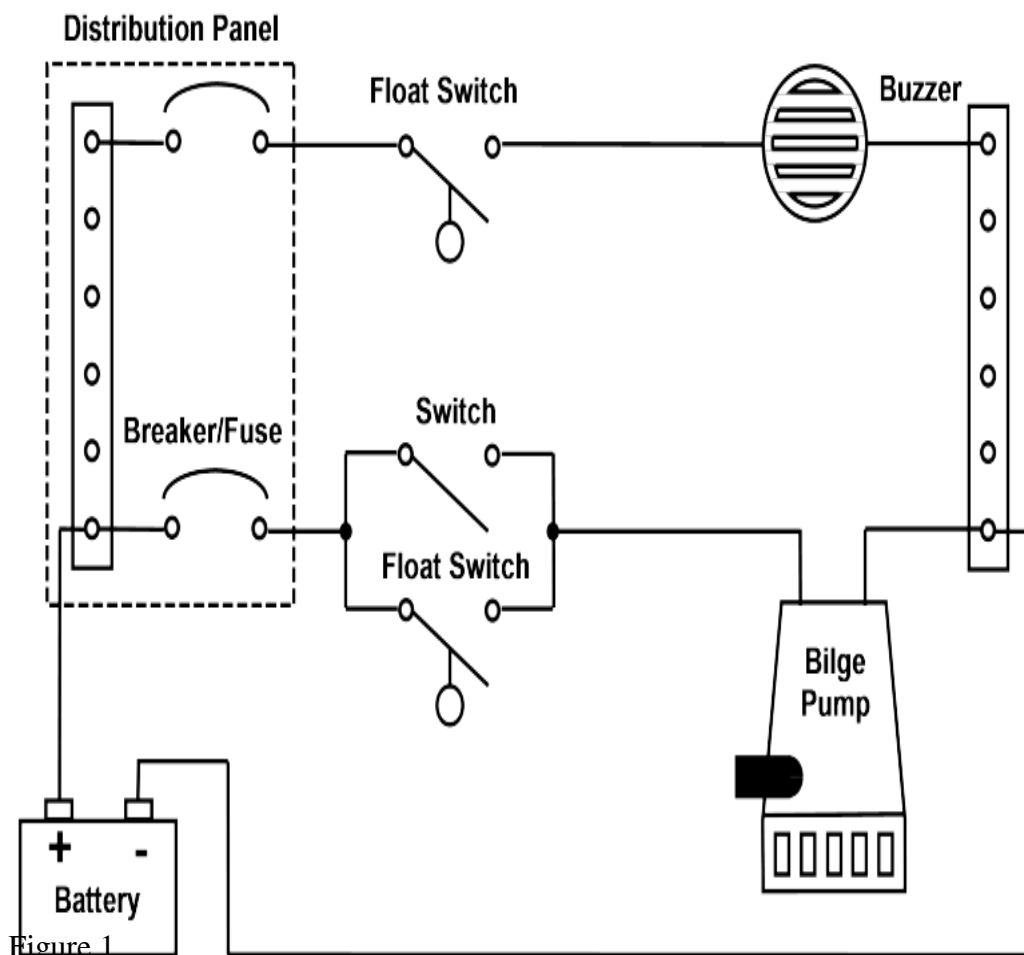 Distribution Panel
Float Switch
Buzzer
Breaker/Fuse
Switch
Float Switch
Bilge
Pump
+ -
Battery
Figure 1